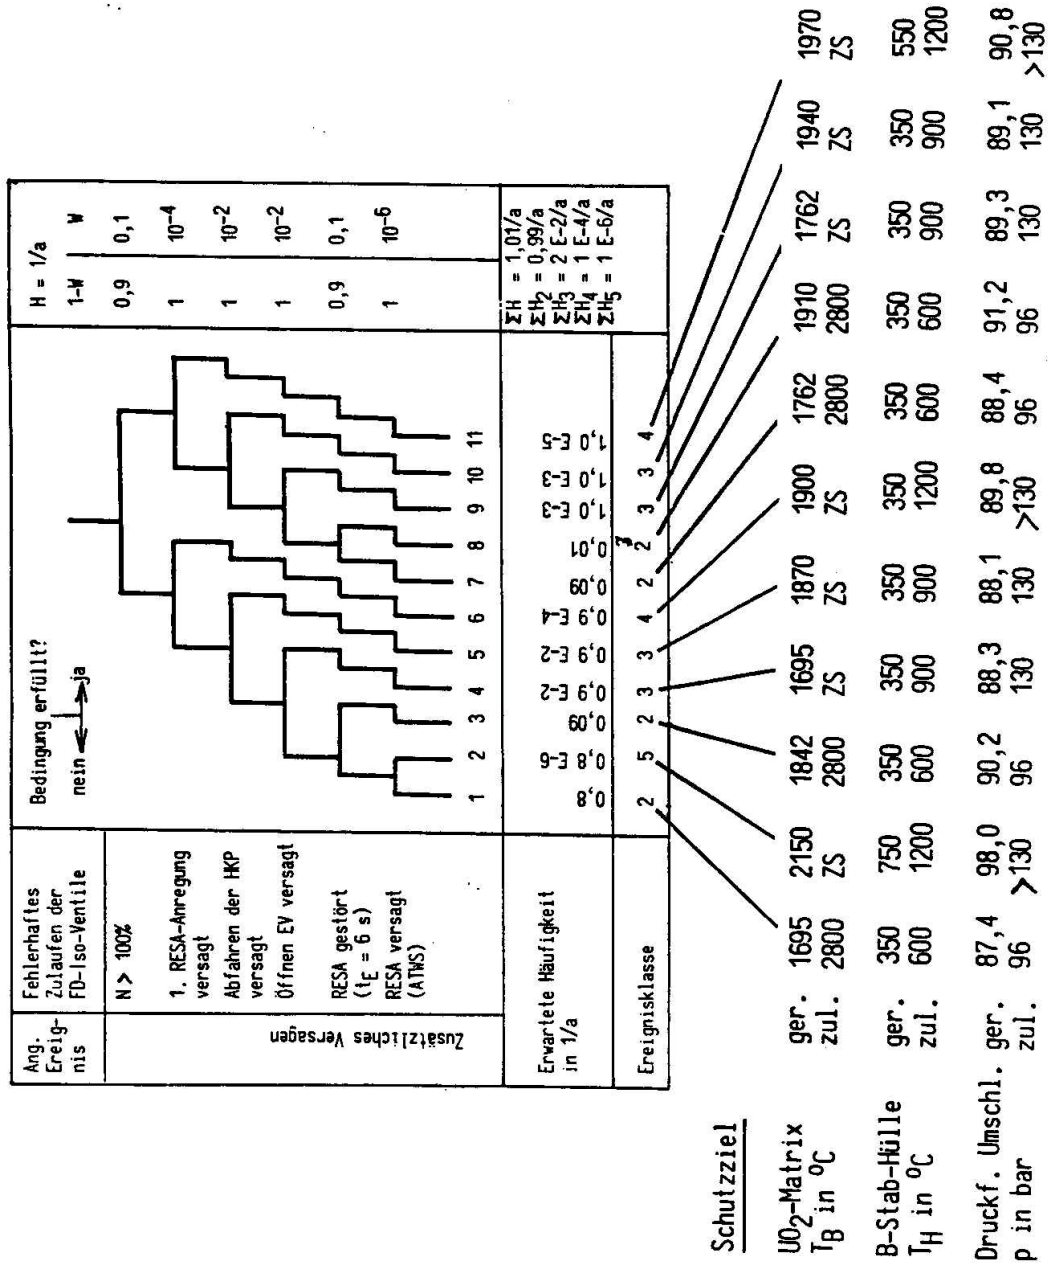 Ang. Ereig- nis
Fehlerhaftes Zulaufen der FD-Iso-Ventile
Bedingung erfüllt?
nein
ja
H = 1/a
1-W W
N > 100%
0,9 0,1
Zusätzliches Versagen
1. RESA-Anregung versagt
1 10-4
Abfahren der HKP versagt
1 10-2
Öffnen EV versagt
1 10-2
RESA gestört (tE = 6 s)
0,9 0,1
RESA versagt (ATWS)
1 10-6
1 2 3 4 5 6 7 8 9 10 11
Erwartete Häufigkeit in 1/a
0,8 0,8 E-6 0,09 0,9 E-2 0,9 E-2 0,9 E-4 0,09 0,01 1,0 E-3 1,0 E-3 1,0 E-5
ΣH = 1,01/a
ΣH2 = 0,99/a
ΣH3 = 2 E-2/a
ΣH4 = 1 E-4/a
ΣH5 = 1 E-6/a
Ereignisklasse
2 5 2 3 3 4 2 2 3 3 4
Schutzziel
UO2-Matrix
TB in °C
ger. 1695 2150 1842 1695 1870 1900 1762 1910 1762 1940 1970
zul. 2800 ZS 2800 ZS ZS ZS 2800 2800 ZS ZS ZS
B-Stab-Hülle
TH in °C
ger. 350 750 350 350 350 350 350 350 350 350 550
zul. 600 1200 600 900 900 1200 600 600 900 900 1200
Druckf. Umschl.
p in bar
ger. 87,4 98,0 90,2 88,3 88,1 89,8 88,4 91,2 89,3 89,1 90,8
zul. 96 >130 96 130 130 >130 96 96 130 130 >130